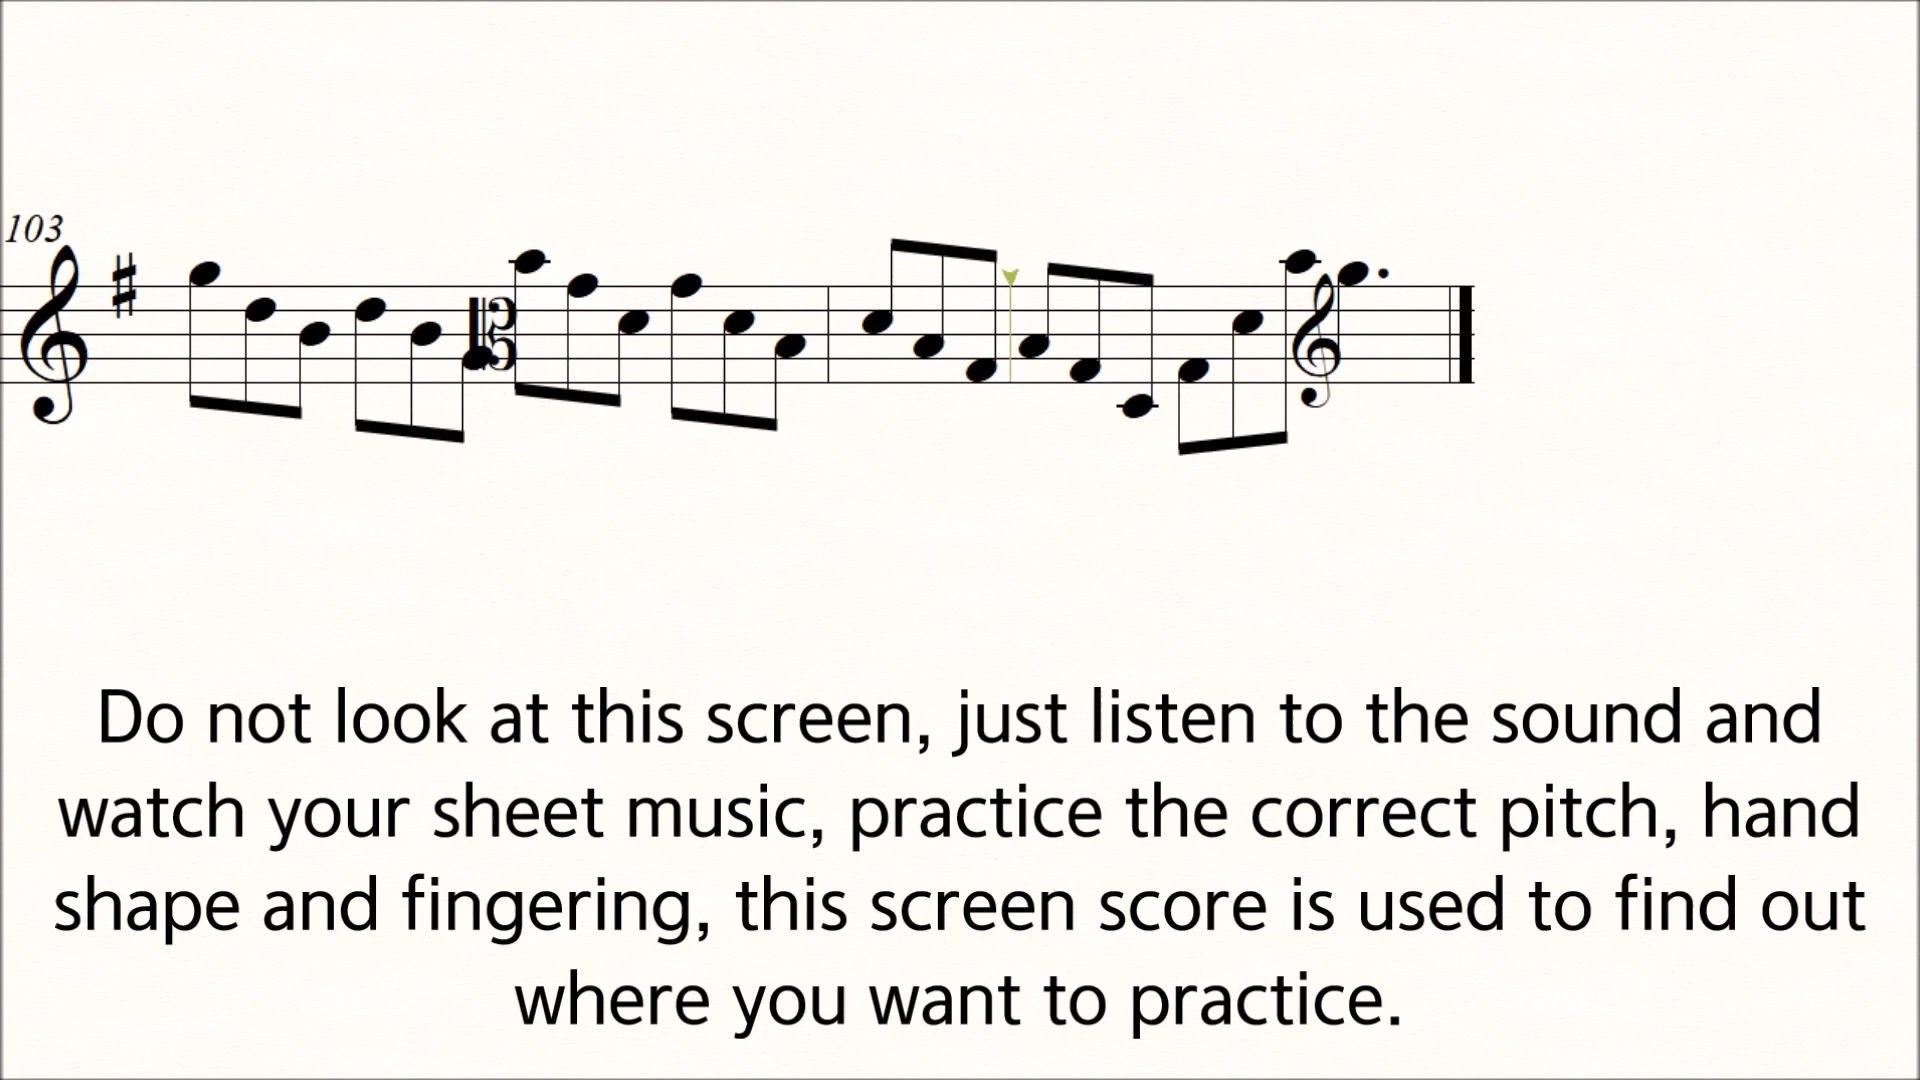 103
Do not look at this screen, just listen to the sound and
watch your sheet music, practice the correct pitch, hand
shape and fingering, this screen score is used to find out
where you want to practice.